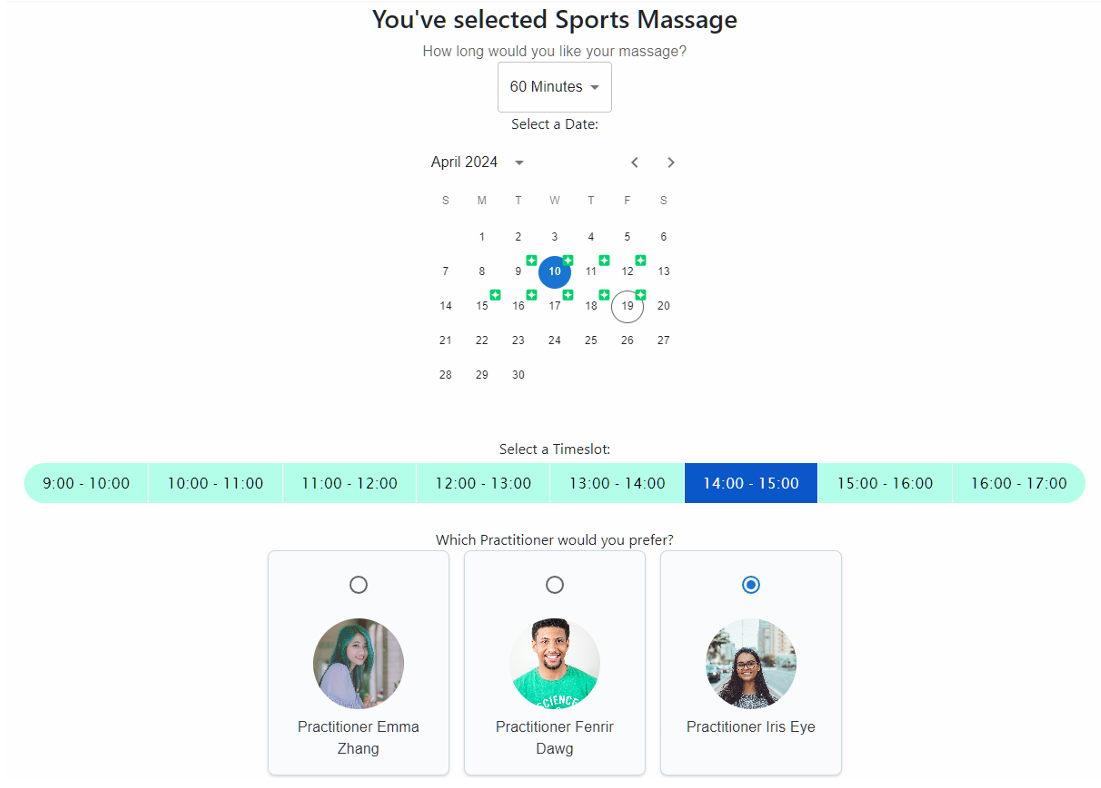 You've selected Sports Massage
How long would you like your massage?
60 Minutes
Select a Date:
April 2024
S M T W T F S
1 2 3 4 5 6
7 8 9 10 11 12 13
14 15 16 17 18 19 20
21 22 23 24 25 26 27
28 29 30
Select a Timeslot:
9:00 - 10:00 10:00 - 11:00 11:00 - 12:00 12:00 - 13:00 13:00 - 14:00 14:00 - 15:00 15:00 - 16:00 16:00 - 17:00
Which Practitioner would you prefer?
SCIENCE
Practitioner Emma
Zhang
Practitioner Fenrir
Dawg
Practitioner Iris Eye